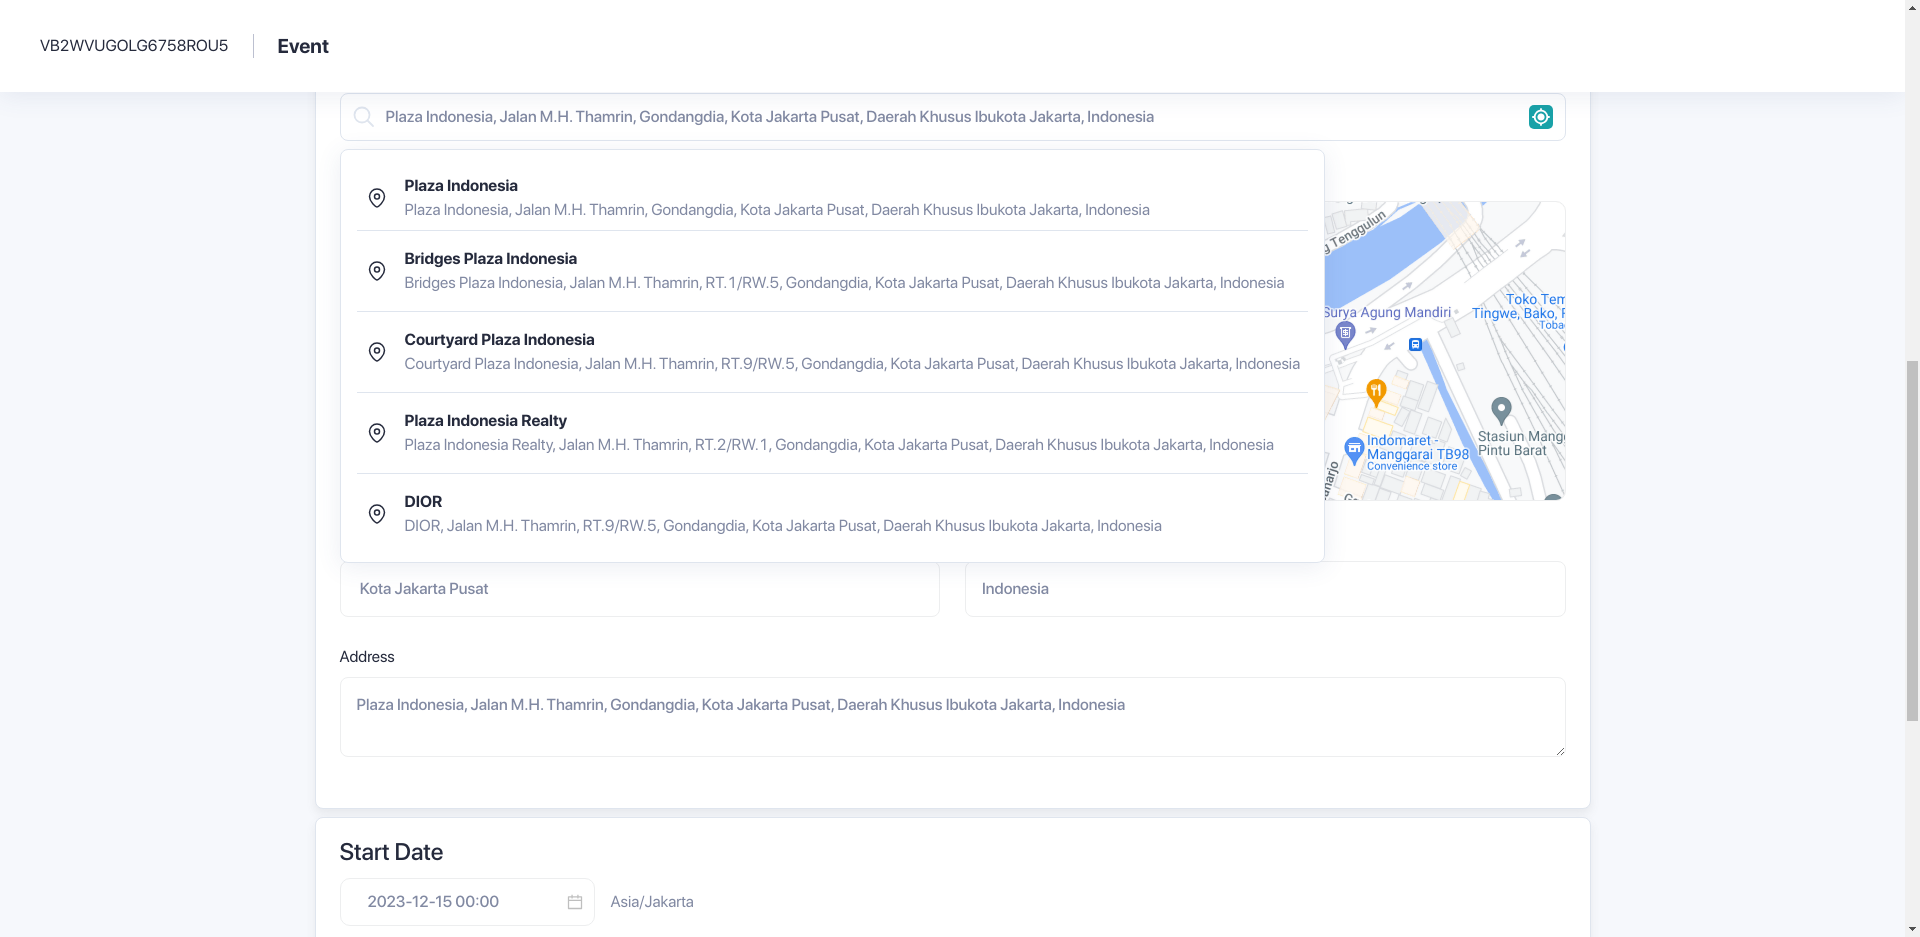 VB2WVUGOLG6758ROU5
Event
Plaza Indonesia, Jalan M.H. Thamrin, Gondangdia, Kota Jakarta Pusat, Daerah Khusus Ibukota Jakarta, Indonesia
Plaza Indonesia
Plaza Indonesia, Jalan M.H. Thamrin, Gondangdia, Kota Jakarta Pusat, Daerah Khusus Ibukota Jakarta, Indonesia
Bridges Plaza Indonesia
Bridges Plaza Indonesia, Jalan M.H. Thamrin, RT.1/RW.5, Gondangdia, Kota Jakarta Pusat, Daerah Khusus Ibukota Jakarta, Indonesia
Courtyard Plaza Indonesia
Courtyard Plaza Indonesia, Jalan M.H. Thamrin, RT.9/RW.5, Gondangdia, Kota Jakarta Pusat, Daerah Khusus Ibukota Jakarta, Indonesia
Plaza Indonesia Realty
Plaza Indonesia Realty, Jalan M.H. Thamrin, RT.2/RW.1, Gondangdia, Kota Jakarta Pusat, Daerah Khusus Ibukota Jakarta, Indonesia
DIOR
DIOR, Jalan M.H. Thamrin, RT.9/RW.5, Gondangdia, Kota Jakarta Pusat, Daerah Khusus Ibukota Jakarta, Indonesia
g Tenggulun
Toko Tem
Tingwe, Bako,
Toba
Surya Agung Mandiri
Indomaret -
Manggarai TB98
Convenience store
Stasiun Mangg
Pintu Barat
Kota Jakarta Pusat
Indonesia
Address
Plaza Indonesia, Jalan M.H. Thamrin, Gondangdia, Kota Jakarta Pusat, Daerah Khusus Ibukota Jakarta, Indonesia
Start Date
2023-12-15 00:00
Asia/Jakarta